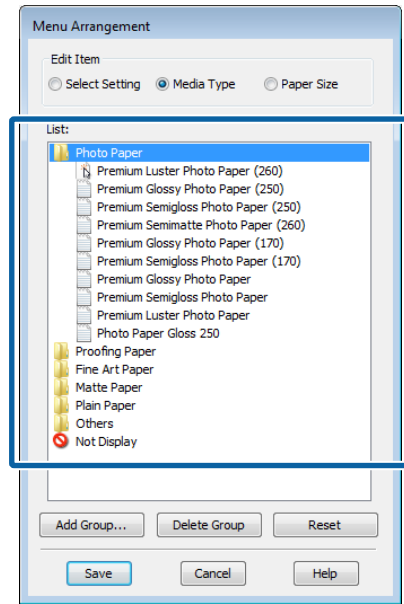 Menu Arrangement
Edit Item
Select Setting Media Type Paper Size
List:
Photo Paper
Premium Luster Photo Paper (260)
Premium Glossy Photo Paper (250)
Premium Semigloss Photo Paper (250)
Premium Semimatte Photo Paper (260)
Premium Glossy Photo Paper (170)
Premium Semigloss Photo Paper (170)
Premium Glossy Photo Paper
Premium Semigloss Photo Paper
Premium Luster Photo Paper
Photo Paper Gloss 250
Proofing Paper
Fine Art Paper
Matte Paper
Plain Paper
Others
Not Display
Add Group... Delete Group Reset
Save Cancel Help